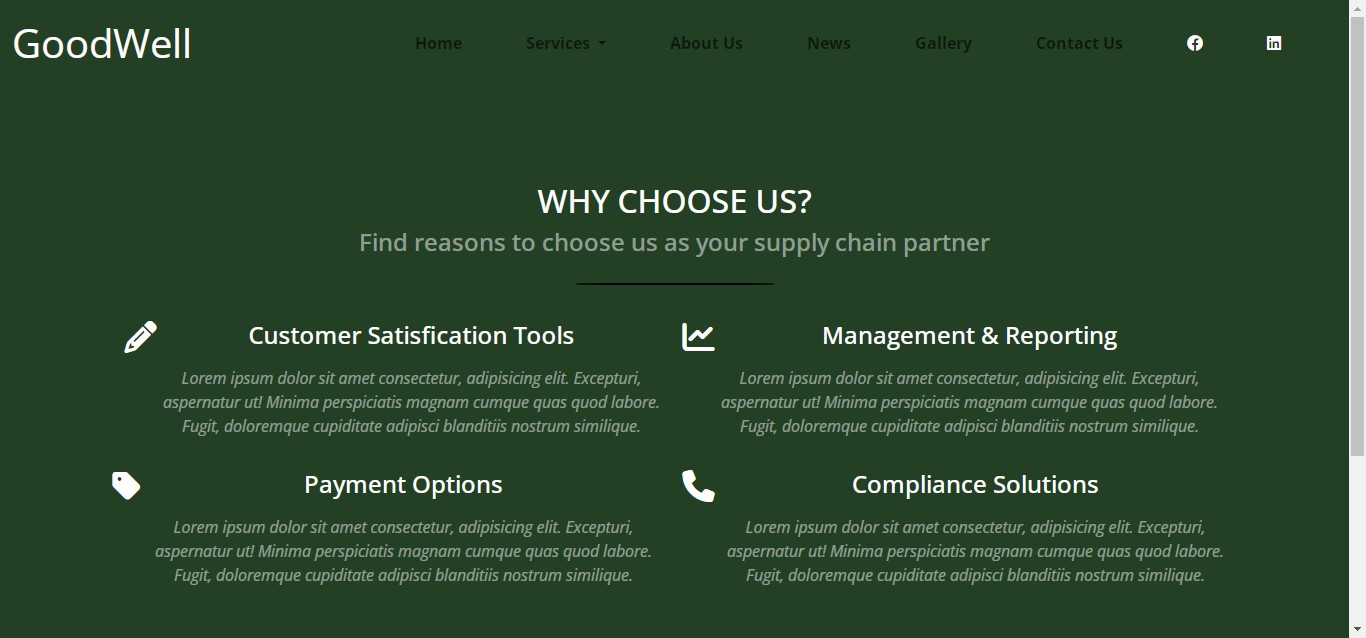 GoodWell
Home Services About Us News Gallery Contact Us
WHY CHOOSE US?
Find reasons to choose us as your supply chain partner
Customer Satisfication Tools
Lorem ipsum dolor sit amet consectetur, adipisicing elit. Excepturi,
aspernatur ut! Minima perspiciatis magnam cumque quas quod labore.
Fugit, doloremque cupiditate adipisci blanditiis nostrum similique.
Management & Reporting
Lorem ipsum dolor sit amet consectetur, adipisicing elit. Excepturi,
aspernatur ut! Minima perspiciatis magnam cumque quas quod labore.
Fugit, doloremque cupiditate adipisci blanditiis nostrum similique.
Payment Options
Lorem ipsum dolor sit amet consectetur, adipisicing elit. Excepturi,
aspernatur ut! Minima perspiciatis magnam cumque quas quod labore.
Fugit, doloremque cupiditate adipisci blanditiis nostrum similique.
Compliance Solutions
Lorem ipsum dolor sit amet consectetur, adipisicing elit. Excepturi,
aspernatur ut! Minima perspiciatis magnam cumque quas quod labore.
Fugit, doloremque cupiditate adipisci blanditiis nostrum similique.